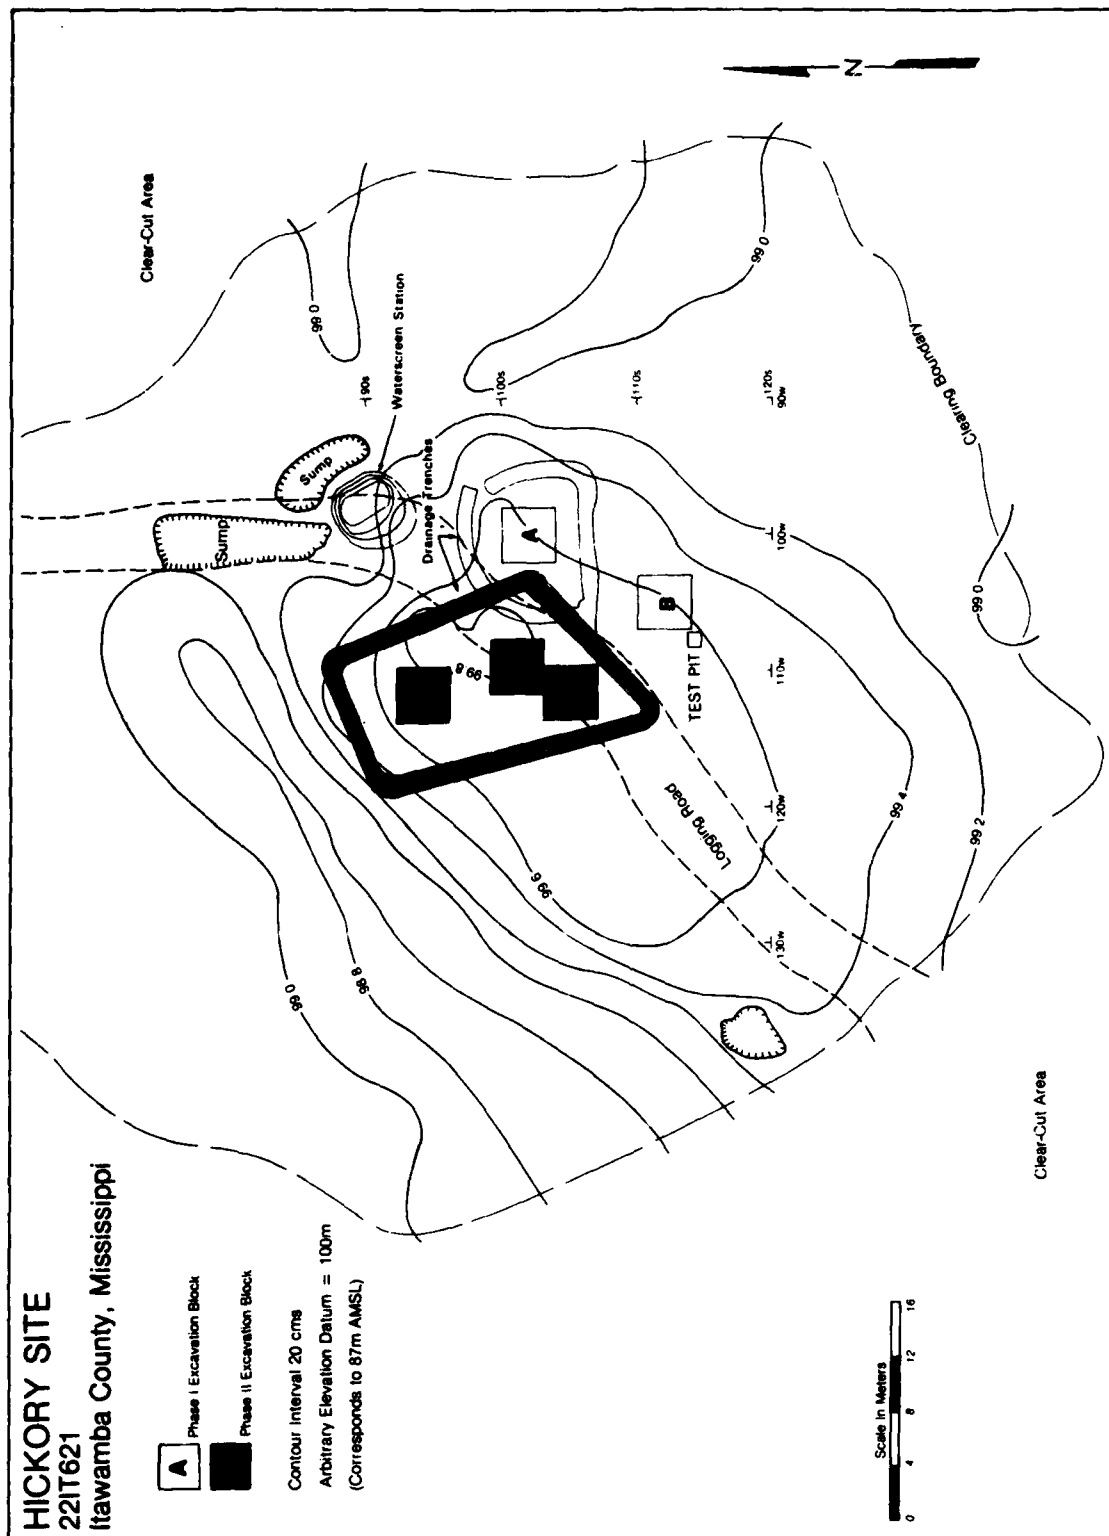 HICKORY SITE
22IT621
Itawamba County, Mississippi
A
Phase I Excavation Block
Phase II Excavation Block
Contour Interval 20 cms
Arbitrary Elevation Datum = 100m
(Corresponds to 87m AMSL)
Scale in Meters
0 4 8 12 16
Clear-Cut Area
Clear-Cut Area
N
Sump
Sump
Waterscreen Station
Drainage Trenches
A
B
TEST PIT
Logging Road
Clearing Boundary
99.0
98.8
99.6
99.8
99.4
99.2
99.0
99.0
99.0
90s
100s
110s
120s
90w
100w
110w
120w
130w